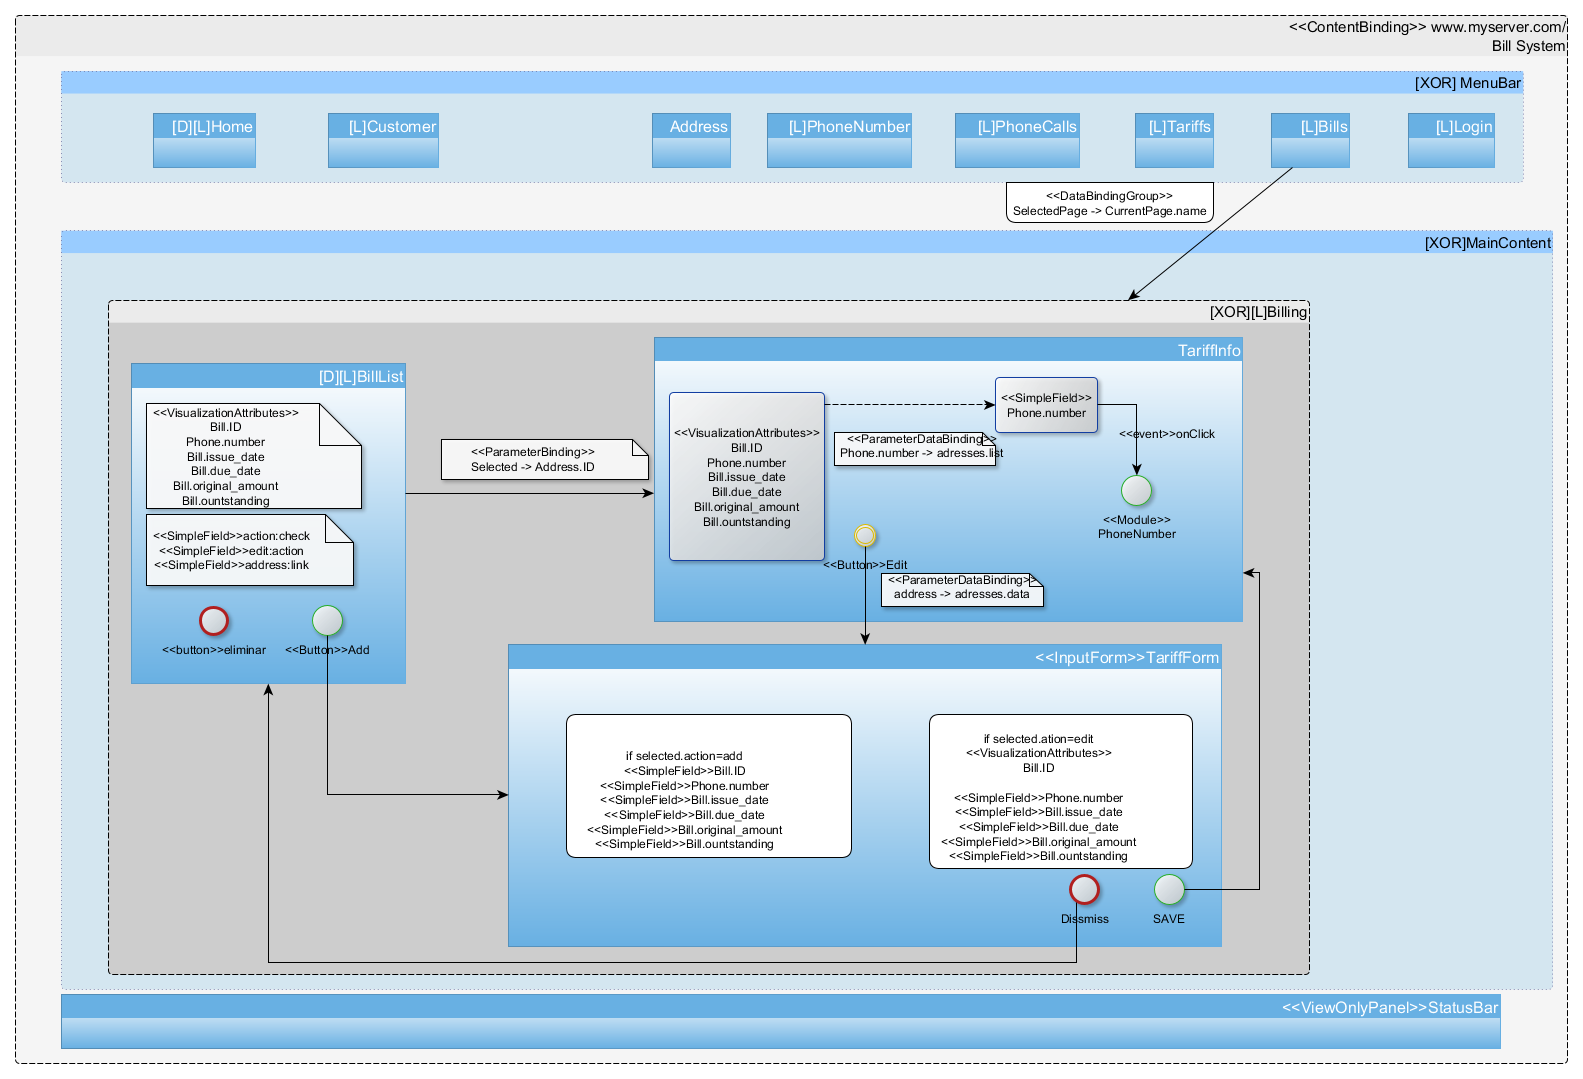 <<ContentBinding>> www.myserver.com/
Bill System
[XOR] MenuBar
[D][L]Home
[L]Customer
Address
[L]PhoneNumber
[L]PhoneCalls
[L]Tariffs
[L]Bills
[L]Login
<<DataBindingGroup>>
SelectedPage -> CurrentPage.name
[XOR]MainContent
[XOR][L]Billing
[D][L]BillList
<<VisualizationAttributes>>
Bill.ID
Phone.number
Bill.issue_date
Bill.due_date
Bill.original_amount
Bill.ountstanding
<<SimpleField>>action:check
<<SimpleField>>edit:action
<<SimpleField>>address:link
<<button>>eliminar
<<Button>>Add
<<ParameterBinding>>
Selected -> Address.ID
TariffInfo
<<VisualizationAttributes>>
Bill.ID
Phone.number
Bill.issue_date
Bill.due_date
Bill.original_amount
Bill.ountstanding
<<SimpleField>>
Phone.number
<<ParameterDataBinding>>
Phone.number -> adresses.list
<<event>>onClick
<<Module>>
PhoneNumber
<<Button>>Edit
<<ParameterDataBinding>>
address -> adresses.data
<<InputForm>>TariffForm
if selected.action=add
<<SimpleField>>Bill.ID
<<SimpleField>>Phone.number
<<SimpleField>>Bill.issue_date
<<SimpleField>>Bill.due_date
<<SimpleField>>Bill.original_amount
<<SimpleField>>Bill.ountstanding
if selected.ation=edit
<<VisualizationAttributes>>
Bill.ID
<<SimpleField>>Phone.number
<<SimpleField>>Bill.issue_date
<<SimpleField>>Bill.due_date
<<SimpleField>>Bill.original_amount
<<SimpleField>>Bill.ountstanding
Dissmiss
SAVE
<<ViewOnlyPanel>>StatusBar